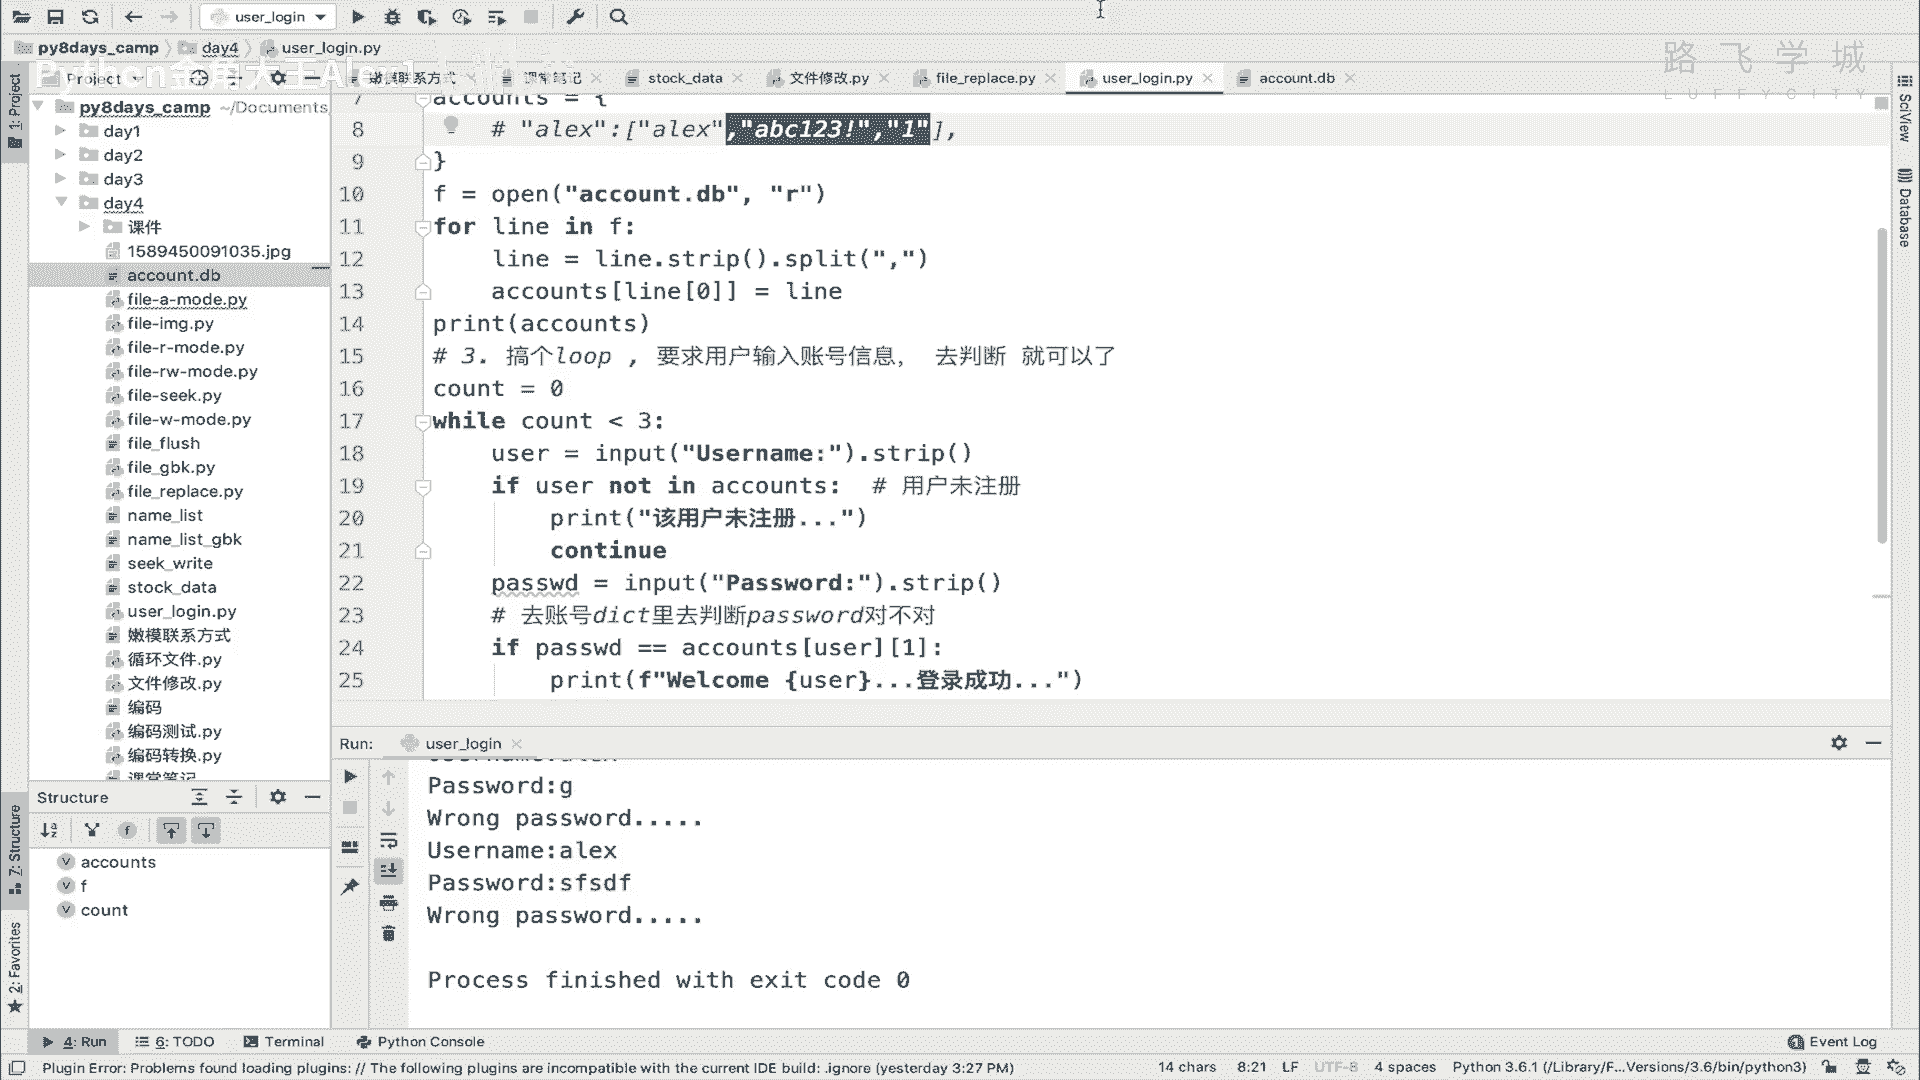 user_login
py8days_camp
day4
user_login.py
Python金角大王Alex1
路飞学城
LUFFYCITY
Project
嫩模联系方式
课堂笔记
stock_data
文件修改.py
file_replace.py
user_login.py
account.db
1: Project
py8days_camp ~/Documents
day1
day2
day3
day4
课件
1589450091035.jpg
account.db
file-a-mode.py
file-img.py
file-r-mode.py
file-rw-mode.py
file-seek.py
file-w-mode.py
file_flush
file_gbk.py
file_replace.py
name_list
name_list_gbk
seek_write
stock_data
user_login.py
嫩模联系方式
循环文件.py
文件修改.py
编码
编码测试.py
编码转换.py
课堂笔记
7 accounts = {
8 # "alex":["alex","abc123!","1"],
9 }
10 f = open("account.db", "r")
11 for line in f:
12 line = line.strip().split(",")
13 accounts[line[0]] = line
14 print(accounts)
15 # 3. 搞个loop , 要求用户输入账号信息, 去判断 就可以了
16 count = 0
17 while count < 3:
18 user = input("Username:").strip()
19 if user not in accounts: # 用户未注册
20 print("该用户未注册...")
21 continue
22 passwd = input("Password:").strip()
23 # 去账号dict里去判断password对不对
24 if passwd == accounts[user][1]:
25 print(f"Welcome {user}...登录成功...")
SciView
Database
Structure
accounts
f
count
7: Structure
2: Favorites
Run: user_login
Username:alex
Password:g
Wrong password.....
Username:alex
Password:sfsdf
Wrong password.....
Process finished with exit code 0
4: Run
6: TODO
Terminal
Python Console
Event Log
Plugin Error: Problems found loading plugins: // The following plugins are incompatible with the current IDE build: .ignore (yesterday 3:27 PM)
14 chars
8:21
LF
UTF-8
4 spaces
Python 3.6.1 (/Library/F...Versions/3.6/bin/python3)